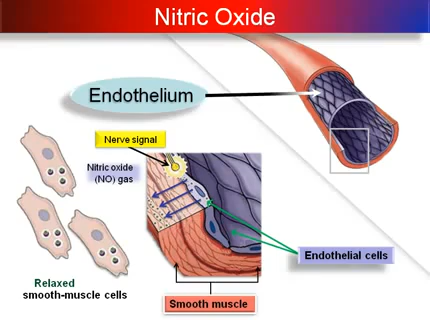 Nitric Oxide
Endothelium
Nerve signal
Nitric oxide
(NO) gas
Endothelial cells
Relaxed
smooth-muscle cells
Smooth muscle